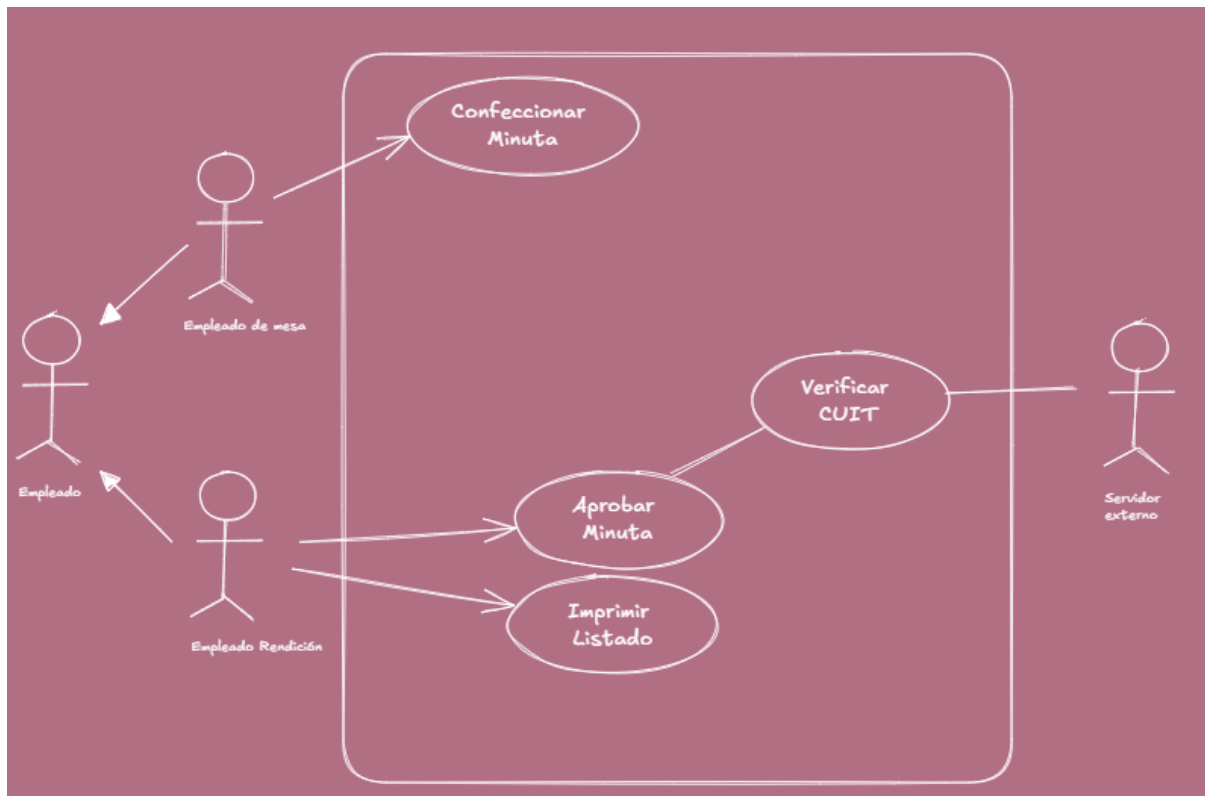 Confeccionar
Minuta
Empleado de mesa
Verificar
CUIT
Empleado
Aprobar
Minuta
Servidor
externo
Imprimir
Listado
Empleado Rendición